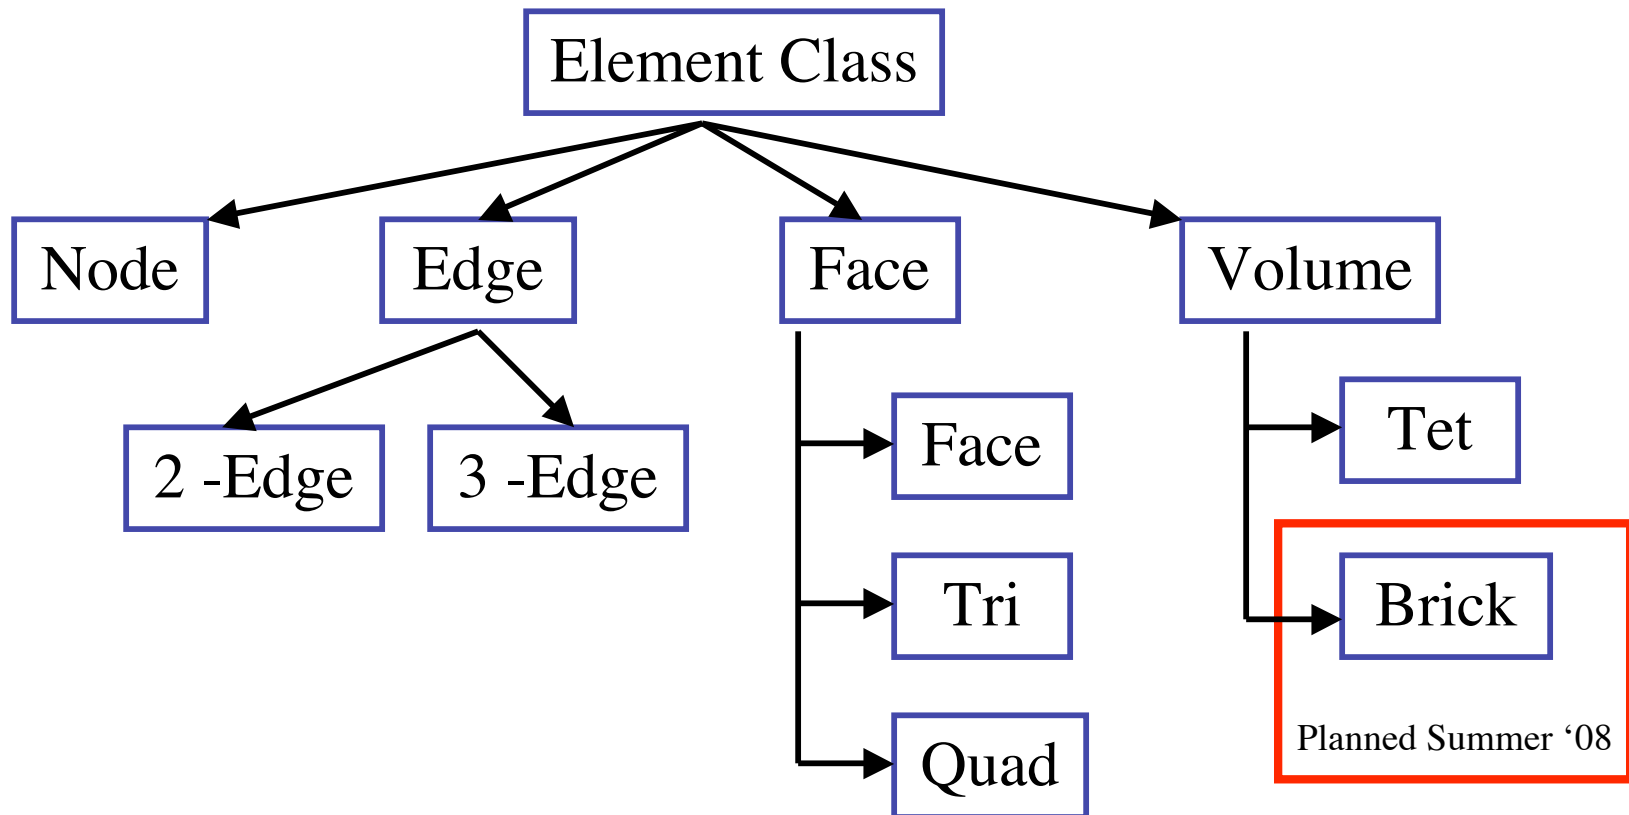 Element Class
Node
Edge
Face
Volume
2 -Edge
3 -Edge
Face
Tri
Quad
Tet
Brick
Planned Summer ‘08